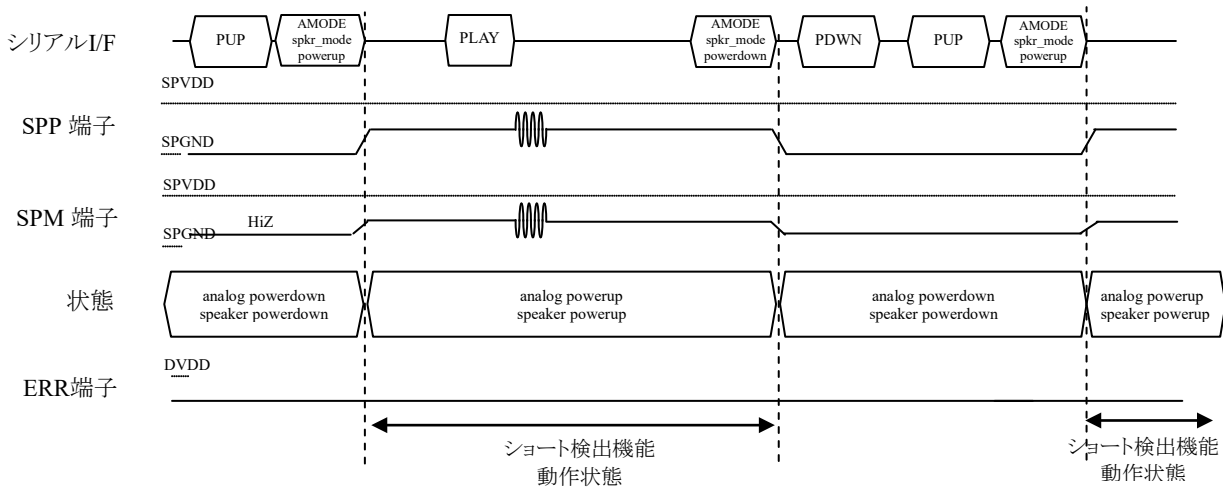 シリアルI/F
PUP
AMODE
spkr_mode
powerup
PLAY
AMODE
spkr_mode
powerdown
PDWN
PUP
AMODE
spkr_mode
powerup
SPVDD
SPP 端子
SPGND
SPVDD
SPM 端子
HiZ
SPGND
状態
analog powerdown
speaker powerdown
analog powerup
speaker powerup
analog powerdown
speaker powerdown
analog powerup
speaker powerup
DVDD
ERR端子
ショート検出機能
動作状態
ショート検出機能
動作状態